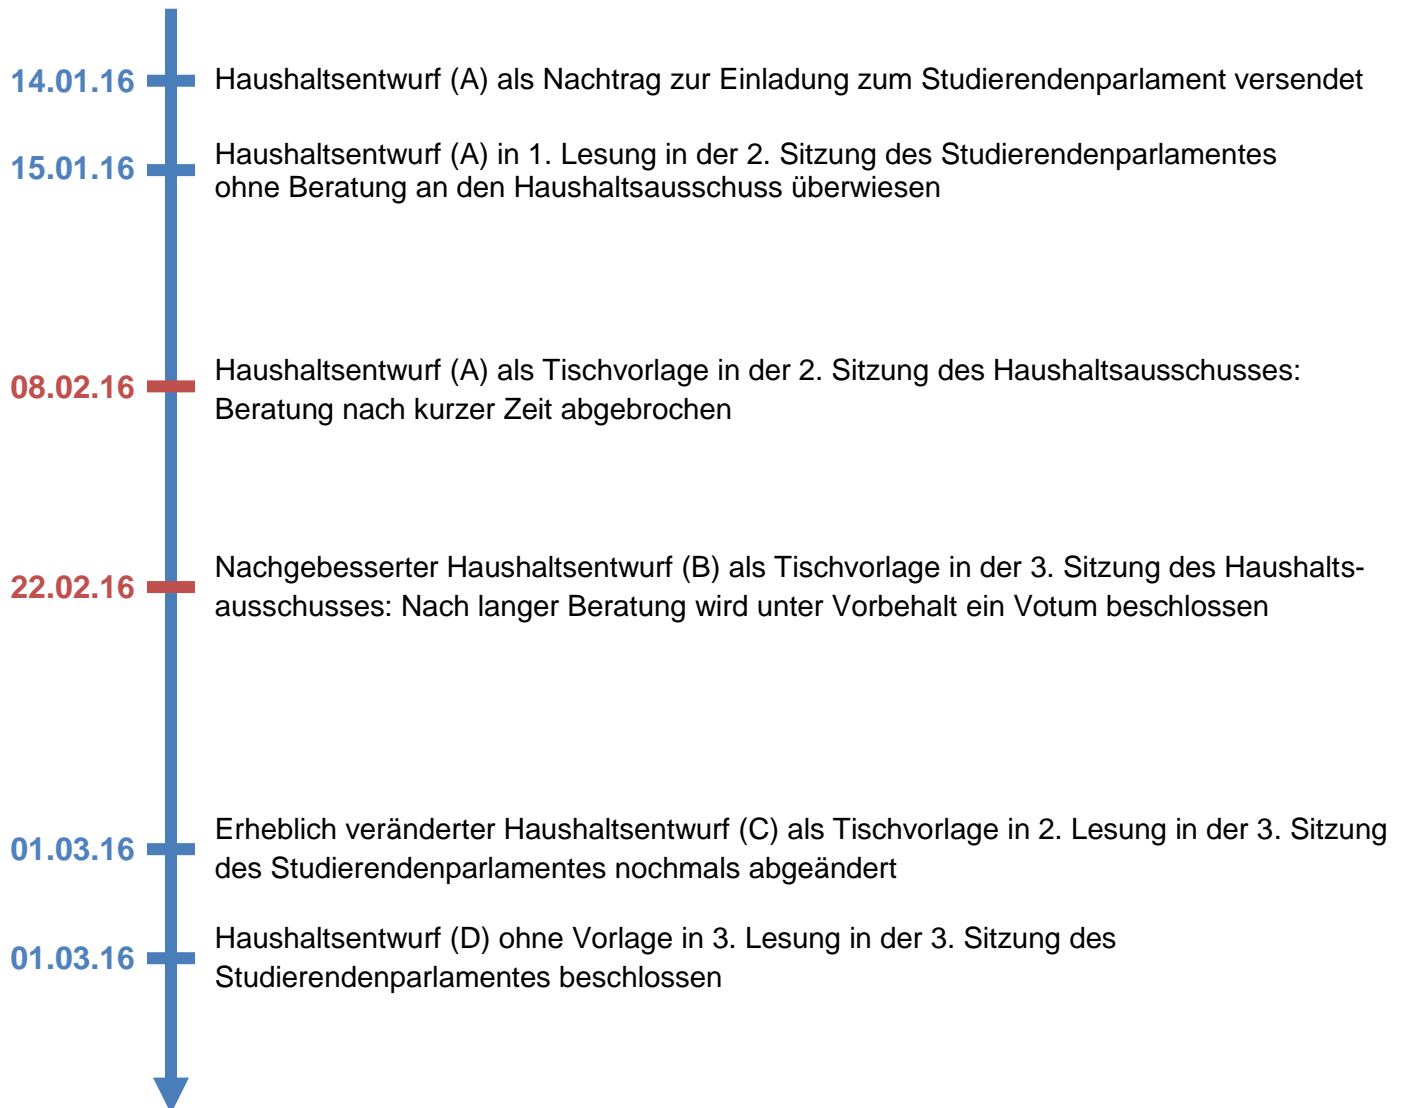 14.01.16 Haushaltsentwurf (A) als Nachtrag zur Einladung zum Studierendenparlament versendet
15.01.16 Haushaltsentwurf (A) in 1. Lesung in der 2. Sitzung des Studierendenparlamentes
ohne Beratung an den Haushaltsausschuss überwiesen
08.02.16 Haushaltsentwurf (A) als Tischvorlage in der 2. Sitzung des Haushaltsausschusses:
Beratung nach kurzer Zeit abgebrochen
22.02.16 Nachgebesserter Haushaltsentwurf (B) als Tischvorlage in der 3. Sitzung des Haushalts-
ausschusses: Nach langer Beratung wird unter Vorbehalt ein Votum beschlossen
01.03.16 Erheblich veränderter Haushaltsentwurf (C) als Tischvorlage in 2. Lesung in der 3. Sitzung
des Studierendenparlamentes nochmals abgeändert
01.03.16 Haushaltsentwurf (D) ohne Vorlage in 3. Lesung in der 3. Sitzung des
Studierendenparlamentes beschlossen